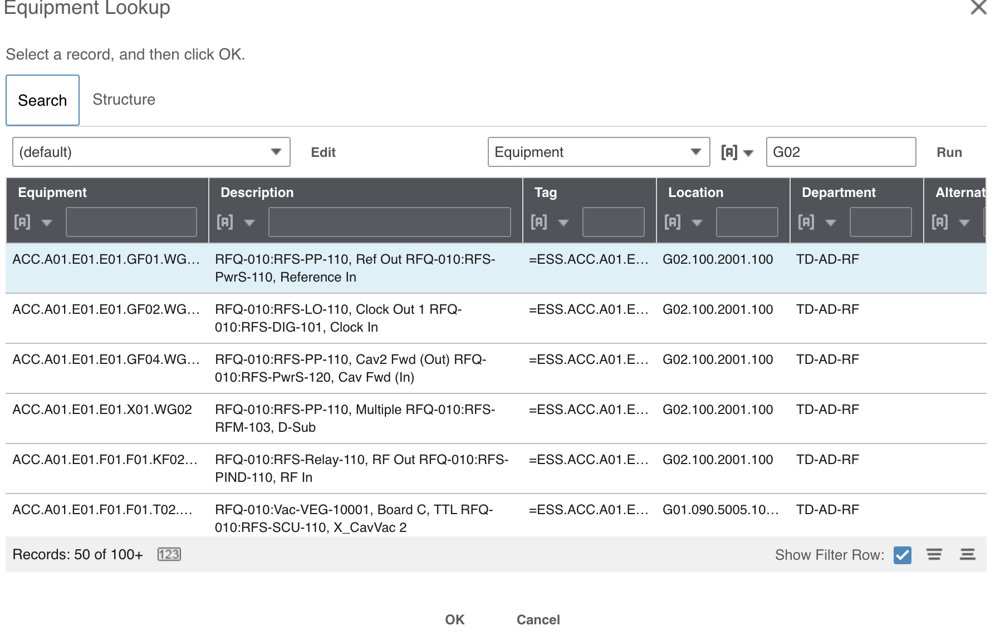 Equipment Lookup
Select a record, and then click OK.
Search Structure
(default) Edit Equipment [A] G02 Run
Equipment Description Tag Location Department Alternat
[A] [A] [A] [A] [A] [A]
ACC.A01.E01.E01.GF01.WG... RFQ-010:RFS-PP-110, Ref Out RFQ-010:RFS- =ESS.ACC.A01.E... G02.100.2001.100 TD-AD-RF
PwrS-110, Reference In
ACC.A01.E01.E01.GF02.WG... RFQ-010:RFS-LO-110, Clock Out 1 RFQ- =ESS.ACC.A01.E... G02.100.2001.100 TD-AD-RF
010:RFS-DIG-101, Clock In
ACC.A01.E01.E01.GF04.WG... RFQ-010:RFS-PP-110, Cav2 Fwd (Out) RFQ- =ESS.ACC.A01.E... G02.100.2001.100 TD-AD-RF
010:RFS-PwrS-120, Cav Fwd (In)
ACC.A01.E01.E01.X01.WG02 RFQ-010:RFS-PP-110, Multiple RFQ-010:RFS- =ESS.ACC.A01.E... G02.100.2001.100 TD-AD-RF
RFM-103, D-Sub
ACC.A01.E01.F01.F01.KF02... RFQ-010:RFS-Relay-110, RF Out RFQ-010:RFS- =ESS.ACC.A01.E... G02.100.2001.100 TD-AD-RF
PIND-110, RF In
ACC.A01.E01.F01.F01.T02.... RFQ-010:Vac-VEG-10001, Board C, TTL RFQ- =ESS.ACC.A01.E... G01.090.5005.10... TD-AD-RF
010:RFS-SCU-110, X_CavVac 2
Records: 50 of 100+ 123 Show Filter Row:
OK Cancel